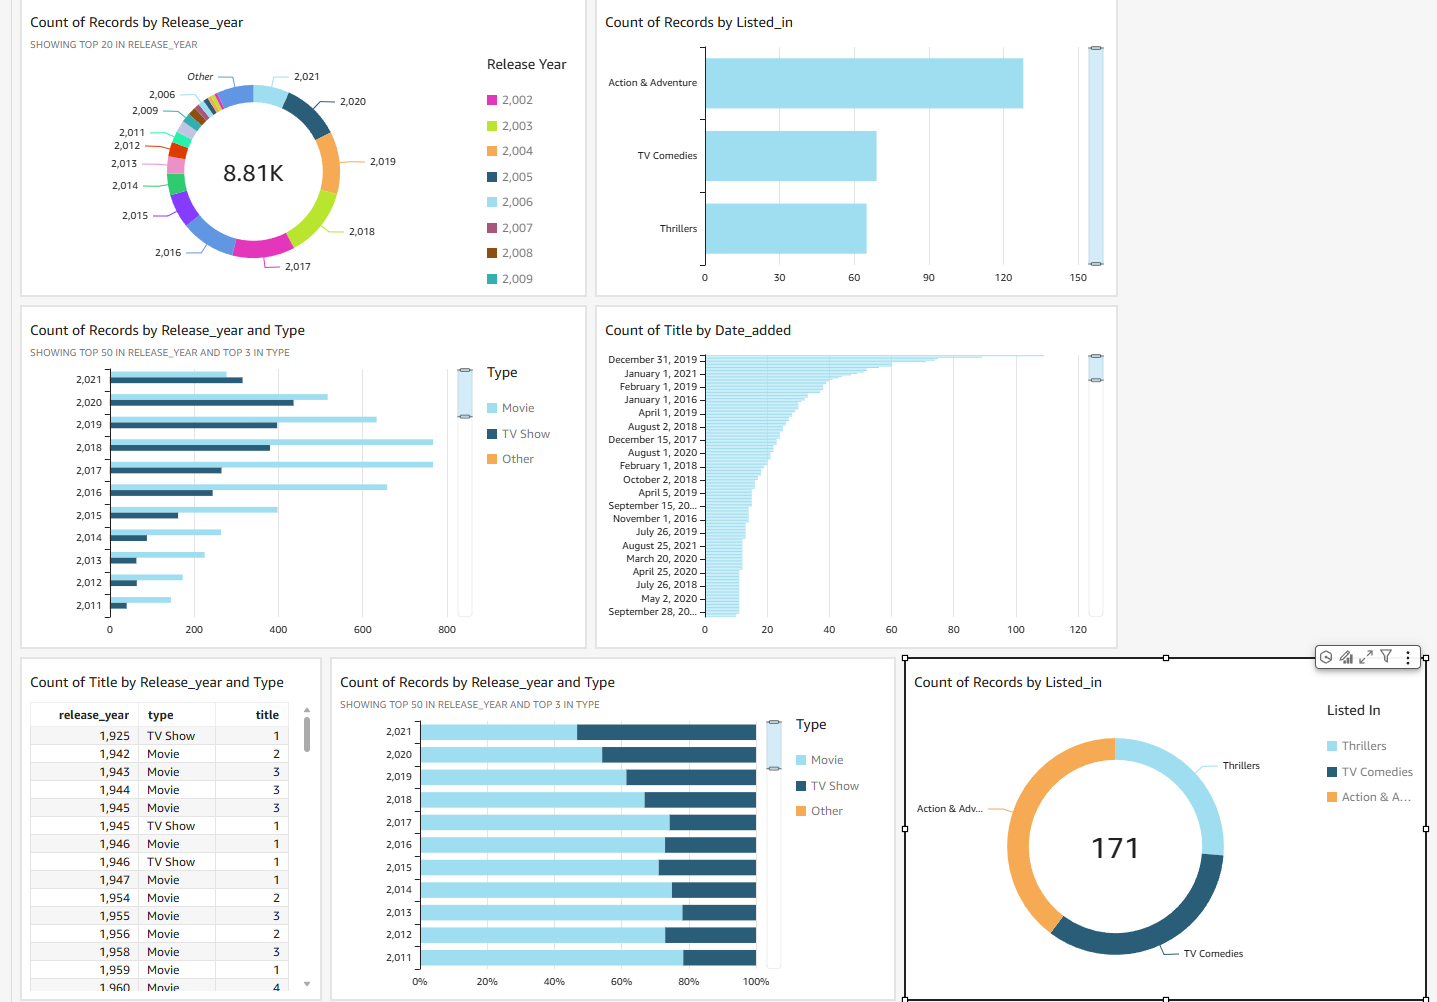 Count of Records by Release_year
SHOWING TOP 20 IN RELEASE_YEAR
Other
2,021
2,006
2,020
2,009
2,011
2,012
2,019
2,013
2,014
2,015
2,018
2,016
2,017
8.81K
Release Year
2,002
2,003
2,004
2,005
2,006
2,007
2,008
2,009
Count of Records by Listed_in
Action & Adventure
TV Comedies
Thrillers
0 30 60 90 120 150
Count of Records by Release_year and Type
SHOWING TOP 50 IN RELEASE_YEAR AND TOP 3 IN TYPE
2,021
2,020
2,019
2,018
2,017
2,016
2,015
2,014
2,013
2,012
2,011
0 200 400 600 800
Type
Movie
TV Show
Other
Count of Title by Date_added
December 31, 2019
January 1, 2021
February 1, 2019
January 1, 2016
April 1, 2019
August 2, 2018
December 15, 2017
August 1, 2020
February 1, 2018
October 2, 2018
April 5, 2019
September 15, 20...
November 1, 2016
July 26, 2019
August 25, 2021
March 20, 2020
April 25, 2020
July 26, 2018
May 2, 2020
September 28, 20...
0 20 40 60 80 100 120
Count of Title by Release_year and Type
release_year type title
1,925 TV Show 1
1,942 Movie 2
1,943 Movie 3
1,944 Movie 3
1,945 Movie 3
1,945 TV Show 1
1,946 Movie 1
1,946 TV Show 1
1,947 Movie 1
1,954 Movie 2
1,955 Movie 3
1,956 Movie 2
1,958 Movie 3
1,959 Movie 1
1,960 Movie 4
Count of Records by Release_year and Type
SHOWING TOP 50 IN RELEASE_YEAR AND TOP 3 IN TYPE
2,021
2,020
2,019
2,018
2,017
2,016
2,015
2,014
2,013
2,012
2,011
0% 20% 40% 60% 80% 100%
Type
Movie
TV Show
Other
Count of Records by Listed_in
Thrillers
Action & Adv...
171
TV Comedies
Listed In
Thrillers
TV Comedies
Action & A...